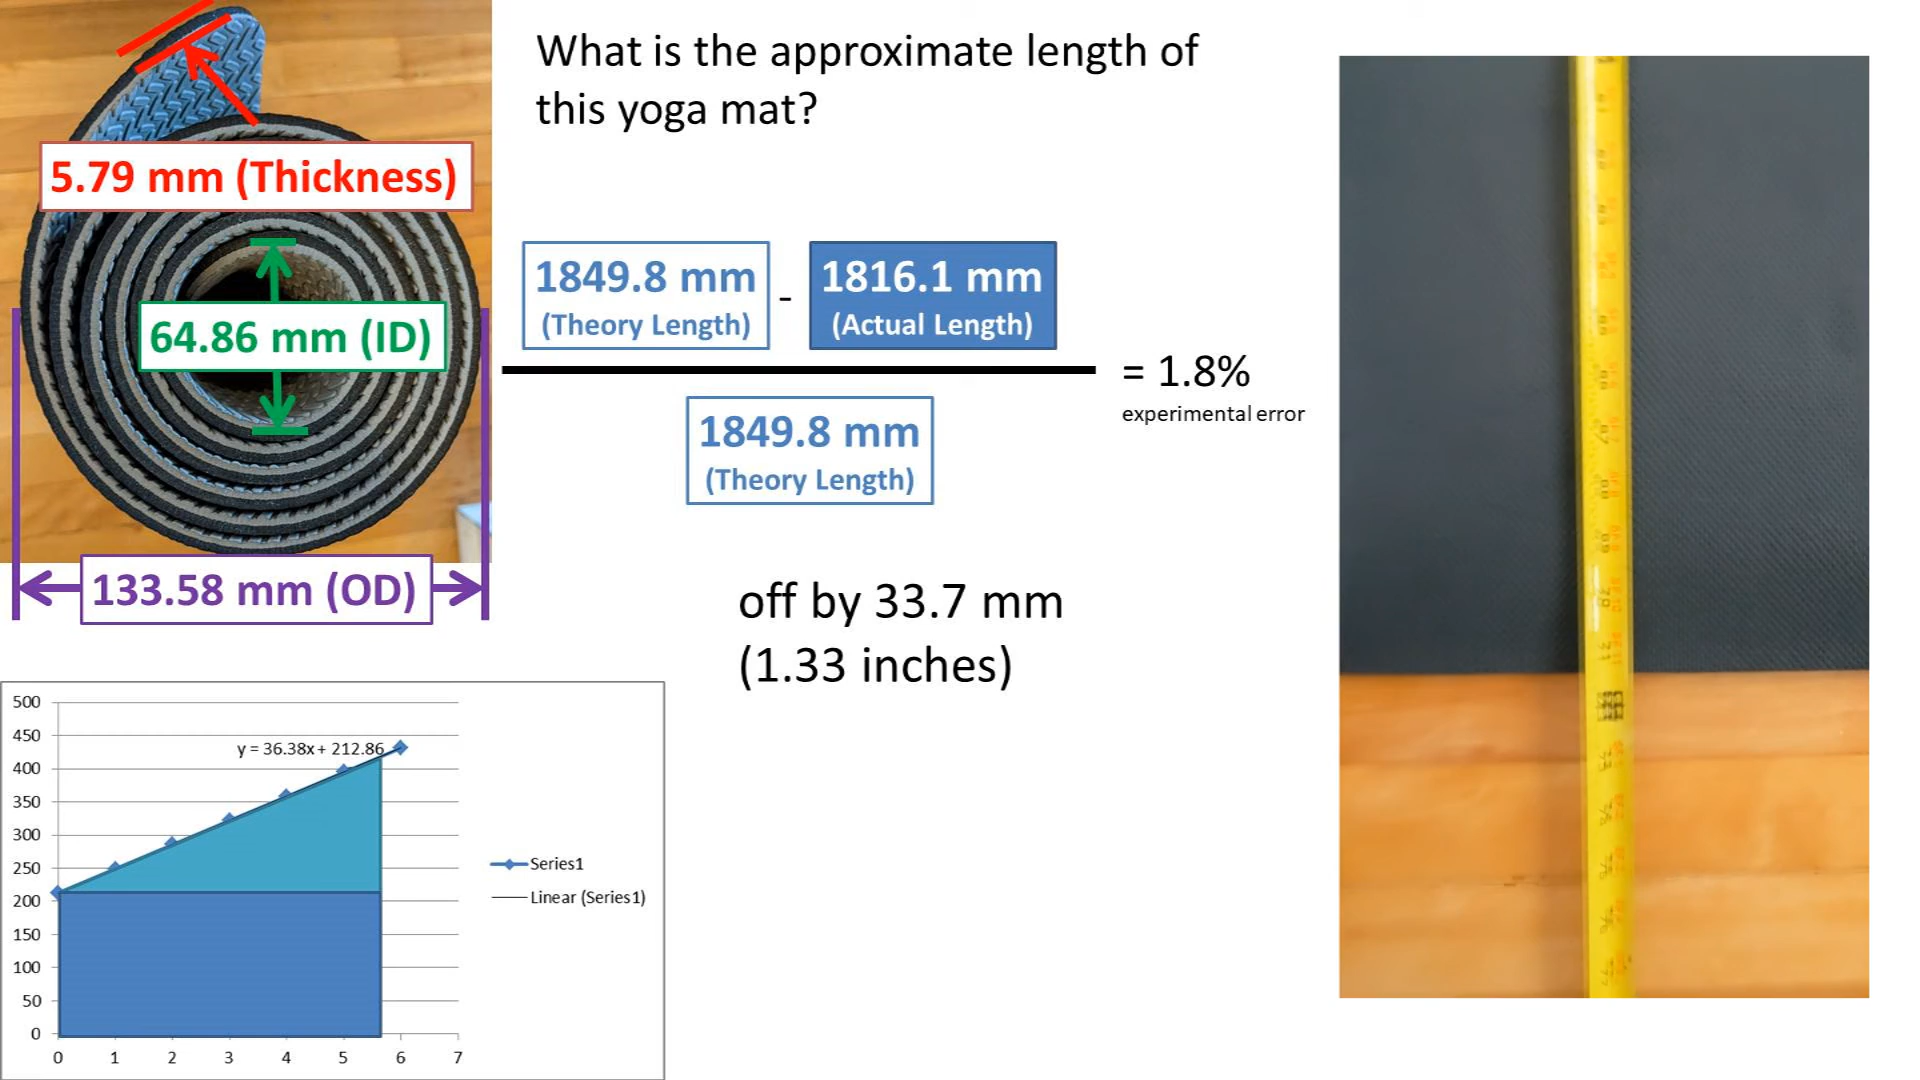 What is the approximate length of
this yoga mat?
5.79 mm (Thickness)
64.86 mm (ID)
133.58 mm (OD)
1849.8 mm
(Theory Length)
-
1816.1 mm
(Actual Length)
1849.8 mm
(Theory Length)
= 1.8%
experimental error
off by 33.7 mm
(1.33 inches)
500
450
400
350
300
250
200
150
100
50
0
y = 36.38x + 212.86
Series1
Linear (Series1)
0 1 2 3 4 5 6 7